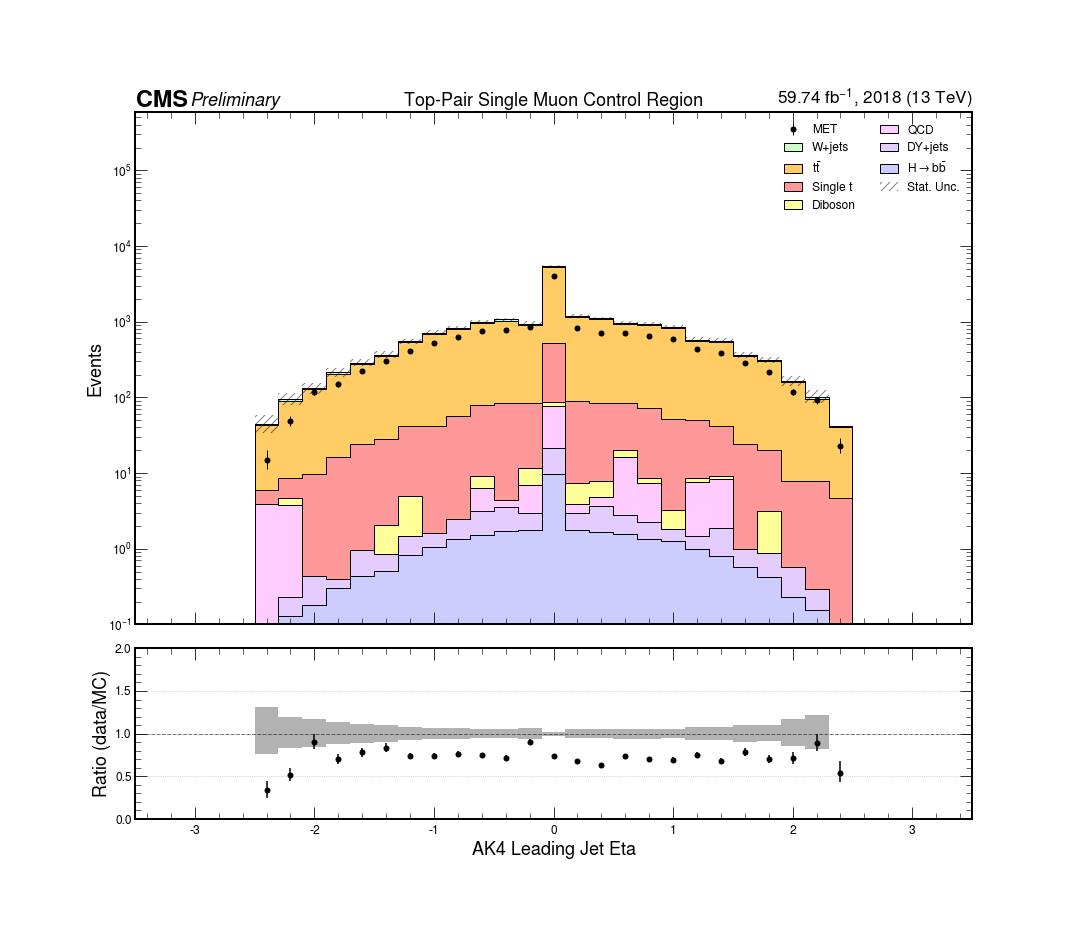 CMS Preliminary Top-Pair Single Muon Control Region 59.74 fb⁻¹, 2018 (13 TeV)
MET QCD
W+jets DY+jets
tt̄ H→bb̄
Single t Stat. Unc.
Diboson
10⁵
10⁴
10³
10²
10¹
10⁰
10⁻¹
Events
2.0
1.5
1.0
0.5
0.0
Ratio (data/MC)
-3 -2 -1 0 1 2 3
AK4 Leading Jet Eta